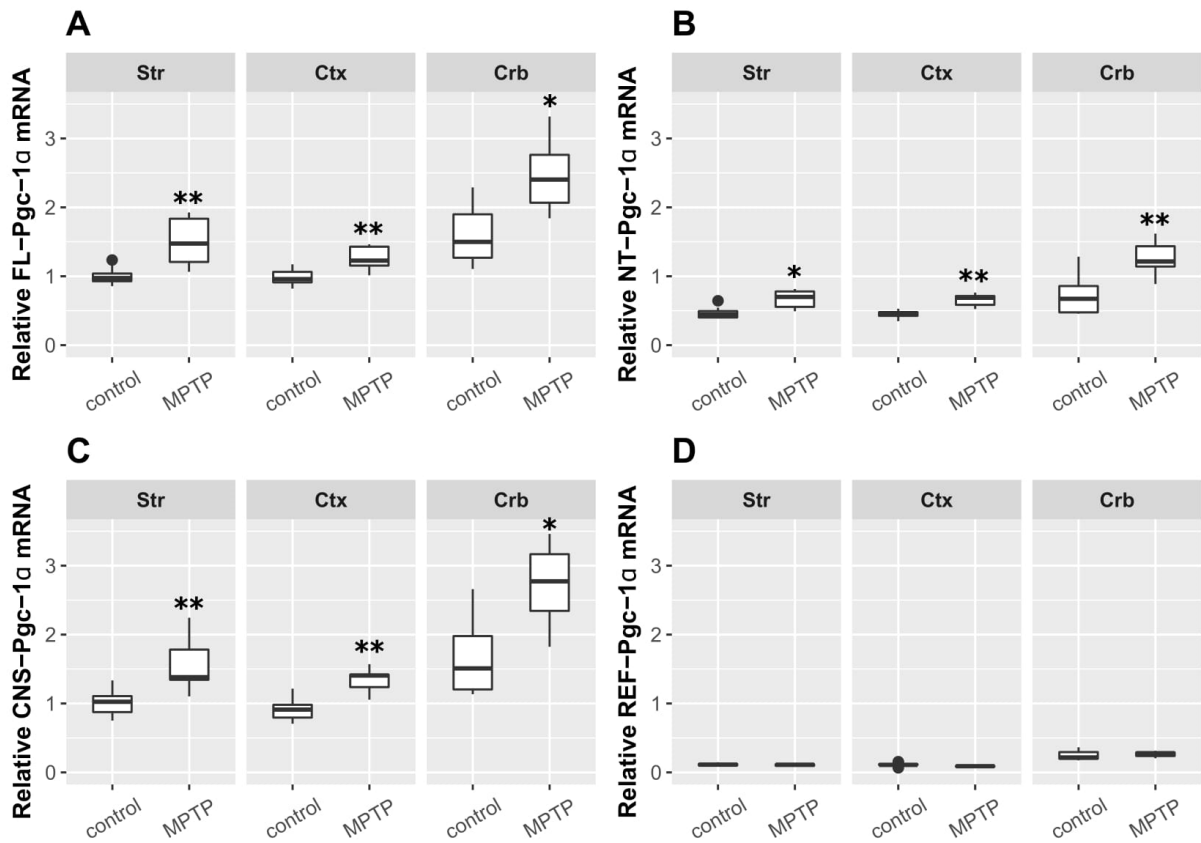 A
Relative FL-Pgc-1α mRNA
Str
Ctx
Crb
3
2
1
0
**
**
*
control
MPTP
control
MPTP
control
MPTP
B
Relative NT-Pgc-1α mRNA
Str
Ctx
Crb
3
2
1
0
*
**
**
control
MPTP
control
MPTP
control
MPTP
C
Relative CNS-Pgc-1α mRNA
Str
Ctx
Crb
3
2
1
0
**
**
*
control
MPTP
control
MPTP
control
MPTP
D
Relative REF-Pgc-1α mRNA
Str
Ctx
Crb
3
2
1
0
control
MPTP
control
MPTP
control
MPTP